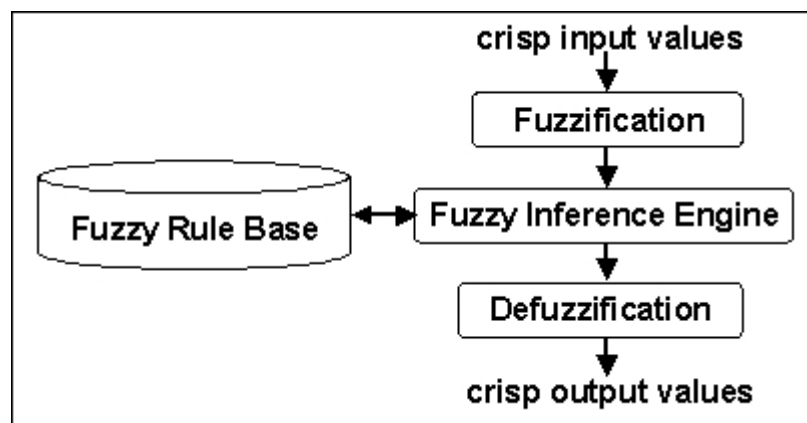 crisp input values
Fuzzification
Fuzzy Rule Base
Fuzzy Inference Engine
Defuzzification
crisp output values